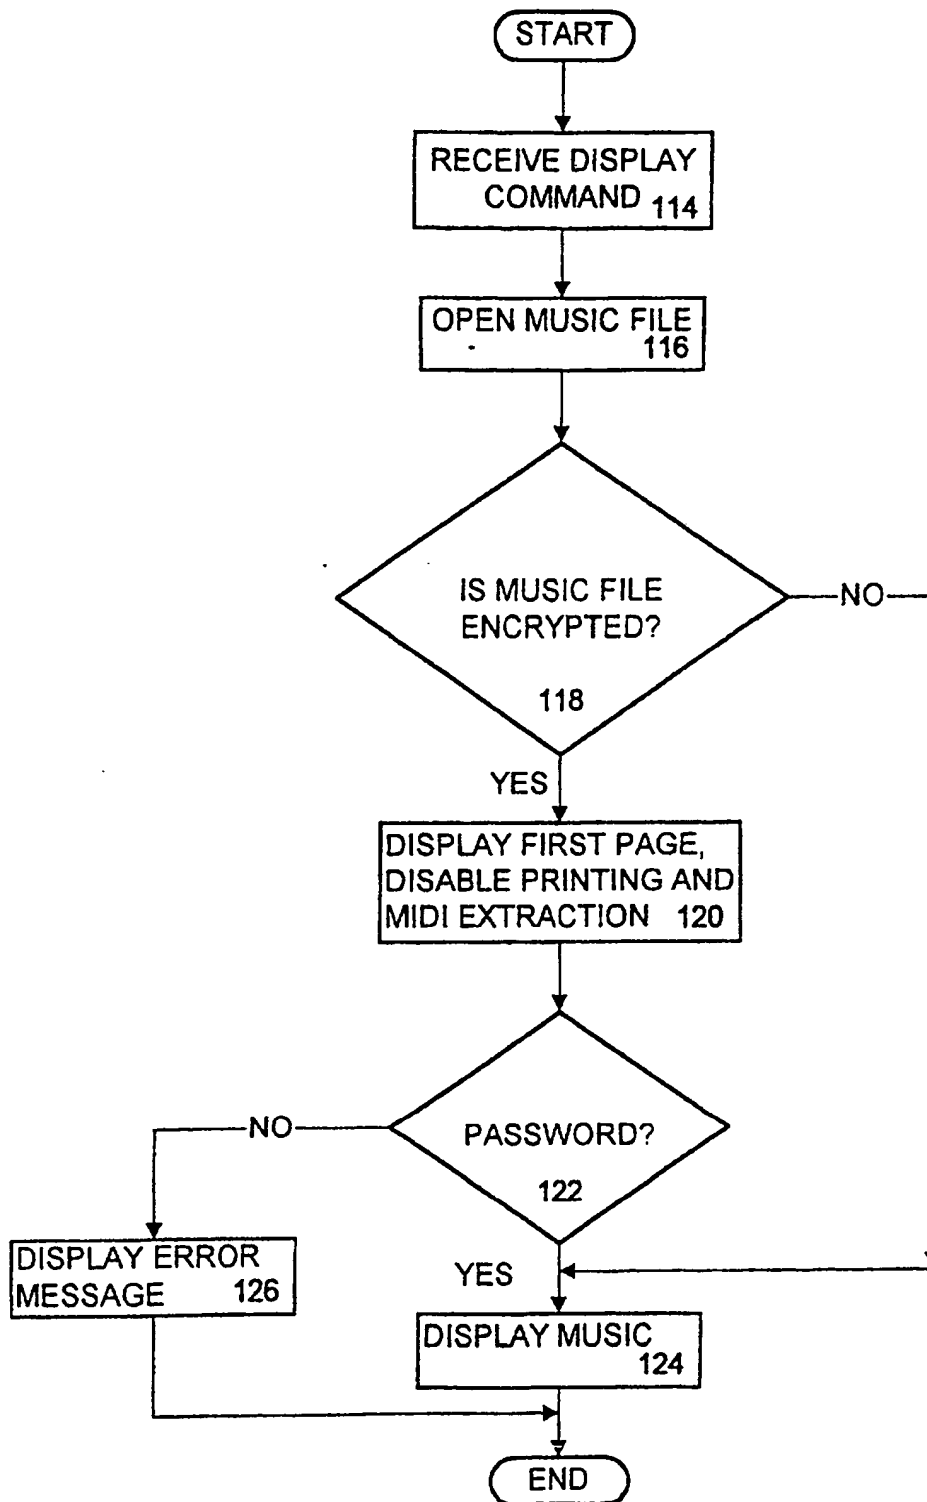 START
RECEIVE DISPLAY
COMMAND 114
OPEN MUSIC FILE
116
IS MUSIC FILE
ENCRYPTED?
NO
118
YES
DISPLAY FIRST PAGE,
DISABLE PRINTING AND
MIDI EXTRACTION 120
NO
PASSWORD?
122
DISPLAY ERROR
MESSAGE 126
YES
DISPLAY MUSIC
124
END